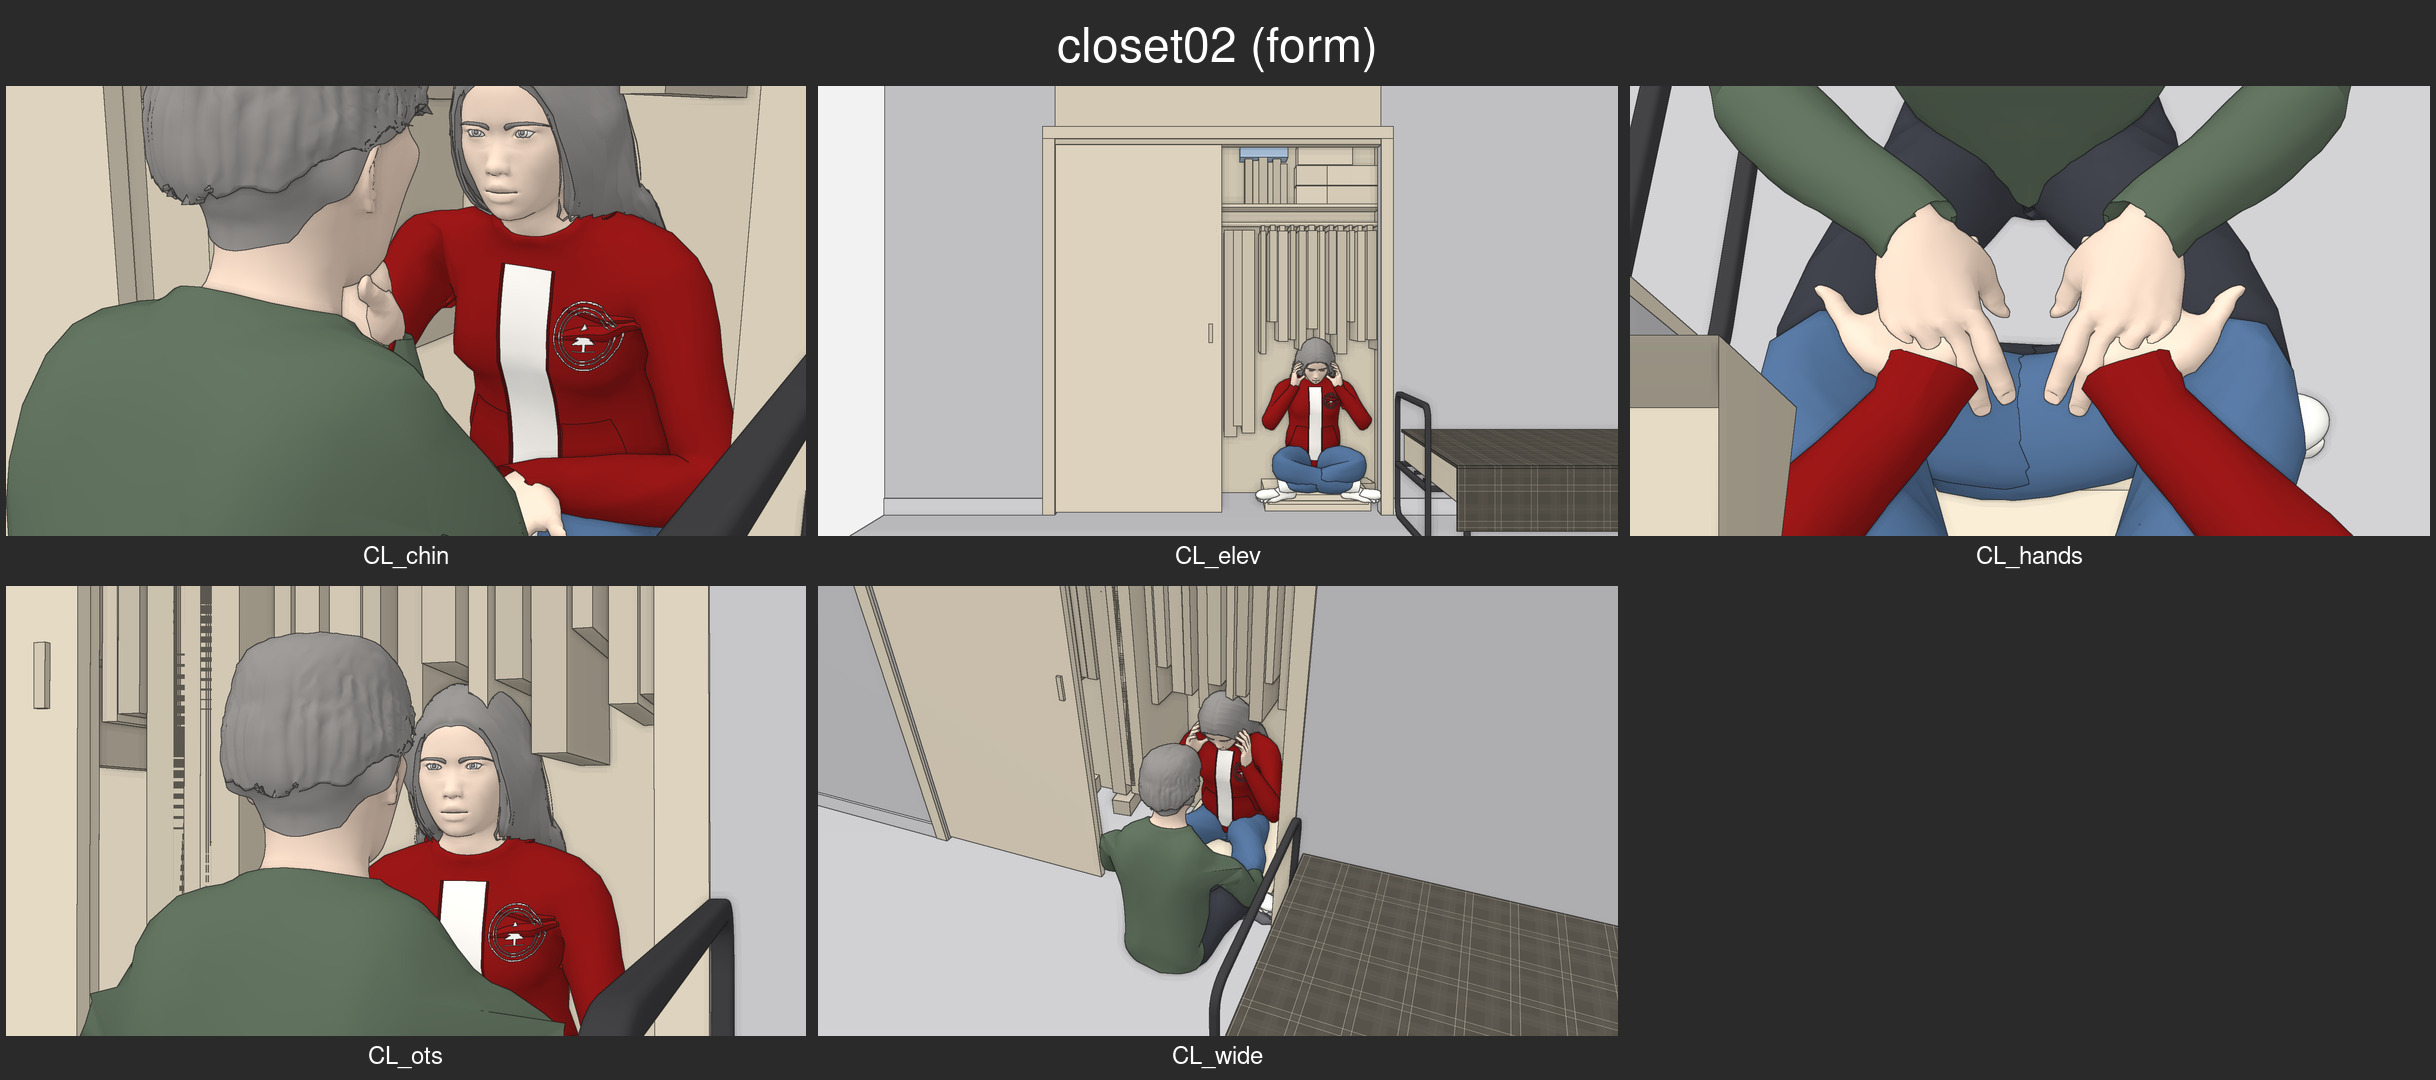 closet02 (form)
CL_chin
CL_elev
CL_hands
CL_ots
CL_wide